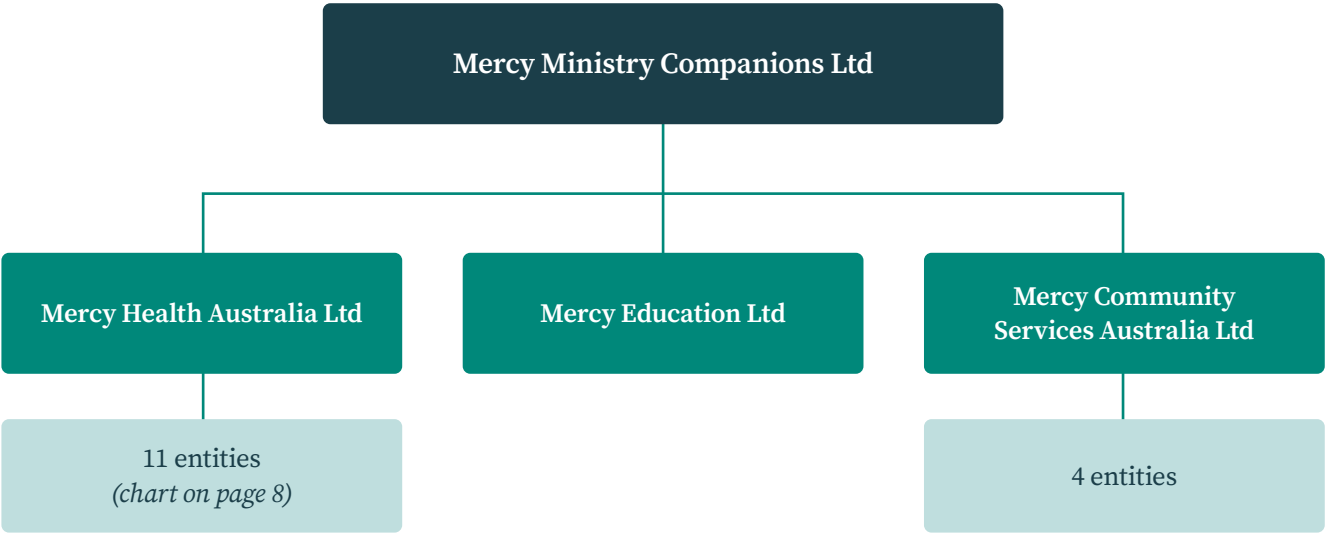 Mercy Ministry Companions Ltd
Mercy Health Australia Ltd
Mercy Education Ltd
Mercy Community
Services Australia Ltd
11 entities
(chart on page 8)
4 entities